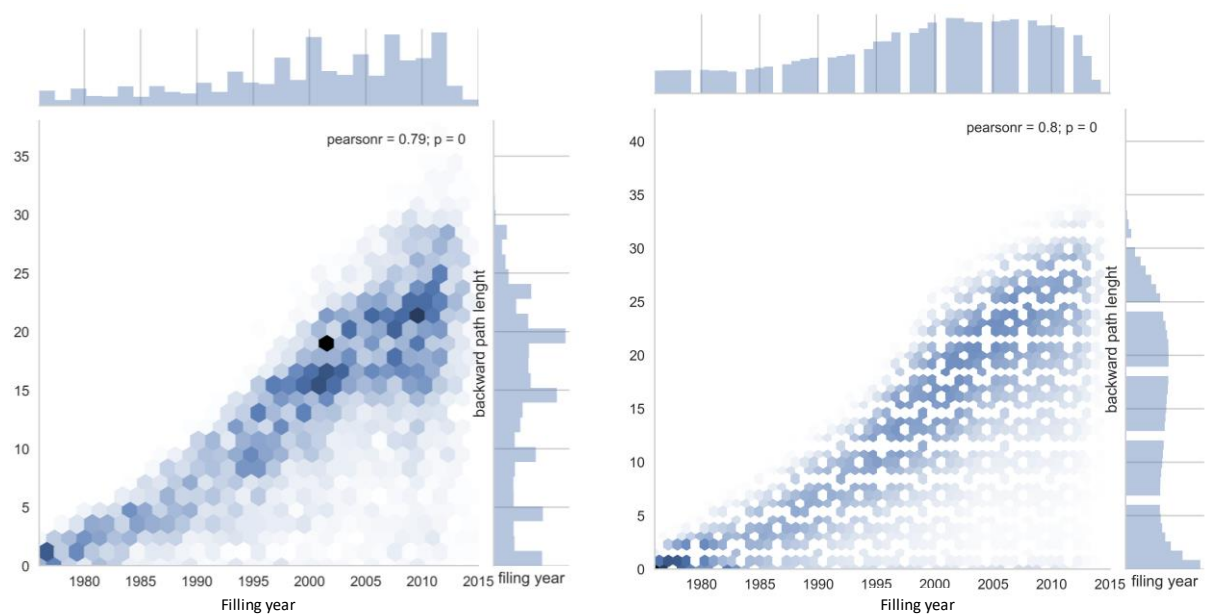 pearsonr = 0.79; p = 0
35
30
25
20
15
10
5
0
1980 1985 1990 1995 2000 2005 2010 2015
Filling year
backward path lenght
filing year
pearsonr = 0.8; p = 0
40
35
30
25
20
15
10
5
0
1980 1985 1990 1995 2000 2005 2010 2015
Filling year
backward path lenght
filing year